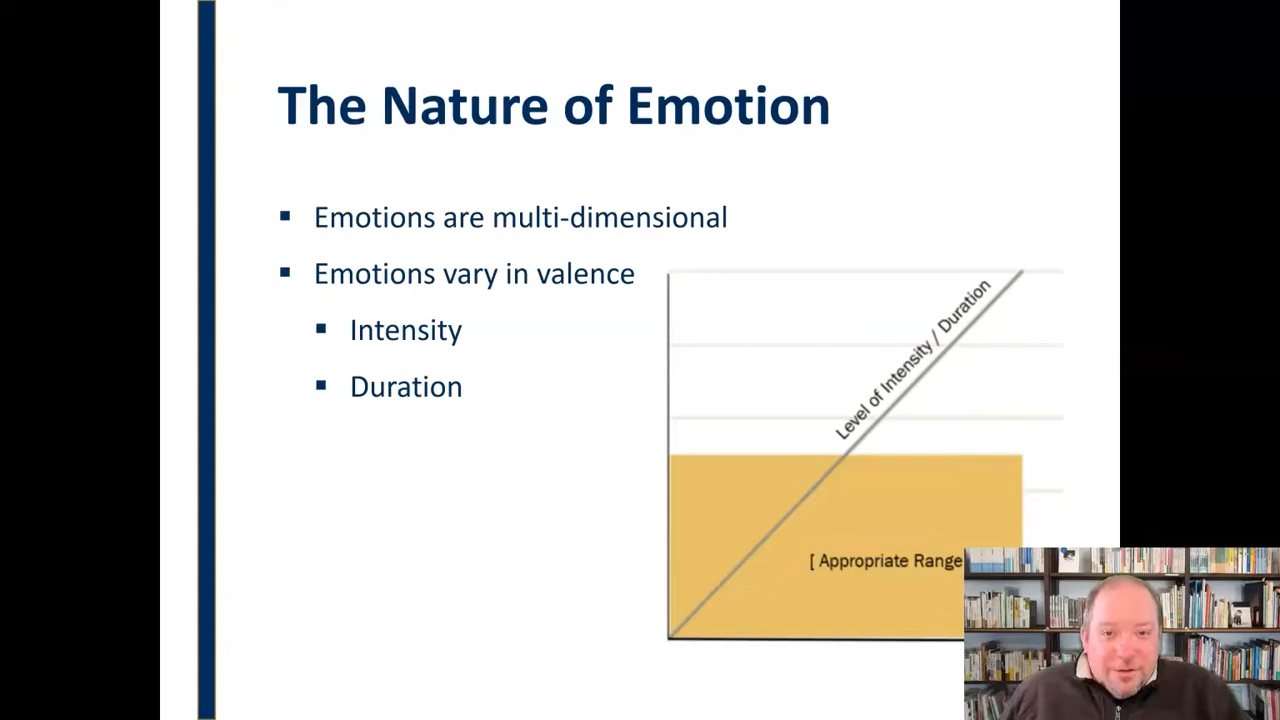 The Nature of Emotion
Emotions are multi-dimensional
Emotions vary in valence
Intensity
Duration
Level of Intensity / Duration
[ Appropriate Range